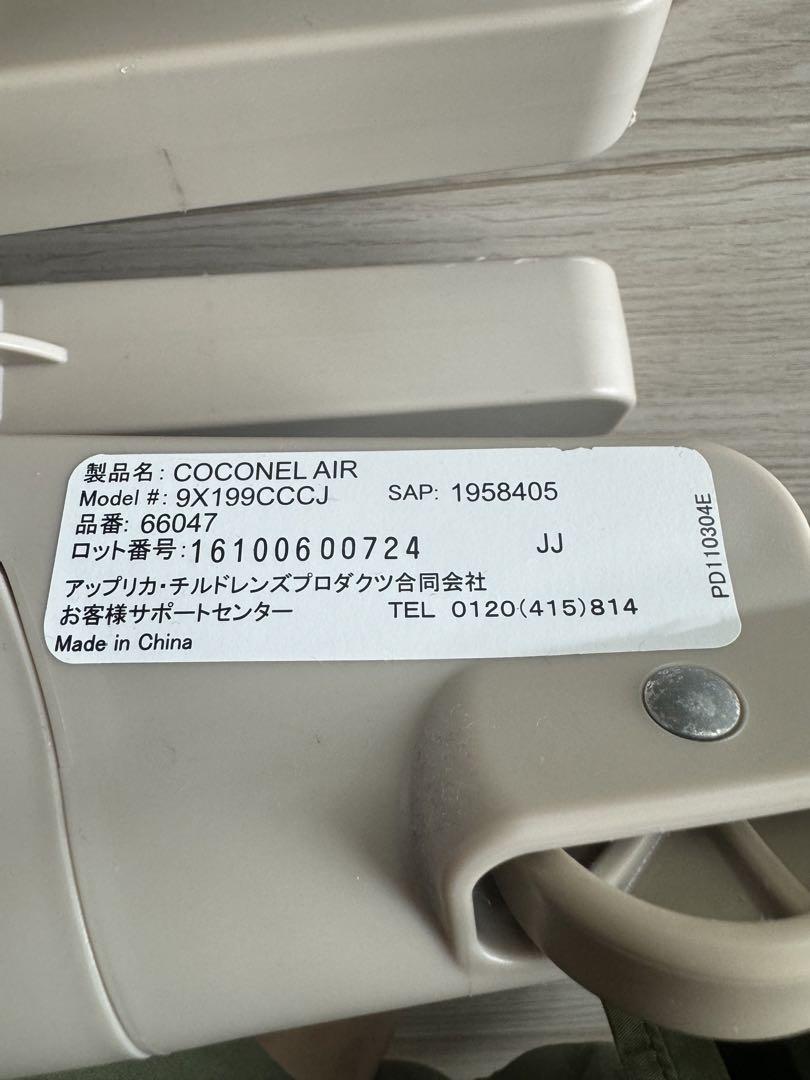 製品名: COCONEL AIR
Model #: 9X199CCCJ SAP: 1958405
品番: 66047
ロット番号:16100600724 JJ
アップリカ・チルドレンズプロダクツ合同会社
お客様サポートセンター TEL 0120(415)814
Made in China
PD110304E